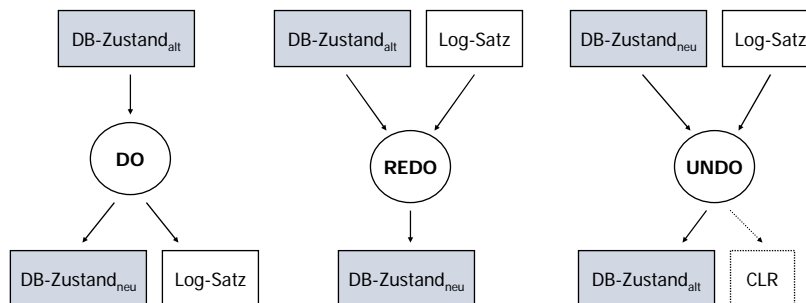 DB-Zustand_alt
DB-Zustand_alt
Log-Satz
DB-Zustand_neu
Log-Satz
DO
REDO
UNDO
DB-Zustand_neu
Log-Satz
DB-Zustand_neu
DB-Zustand_alt
CLR